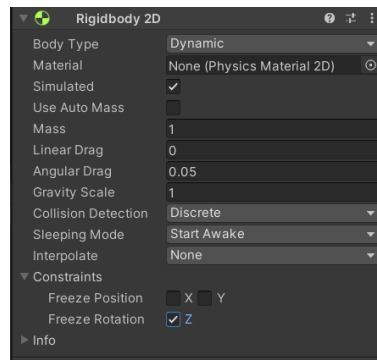 Rigidbody 2D
Body Type Dynamic
Material None (Physics Material 2D)
Simulated
Use Auto Mass
Mass 1
Linear Drag 0
Angular Drag 0.05
Gravity Scale 1
Collision Detection Discrete
Sleeping Mode Start Awake
Interpolate None
Constraints
Freeze Position X Y
Freeze Rotation Z
Info